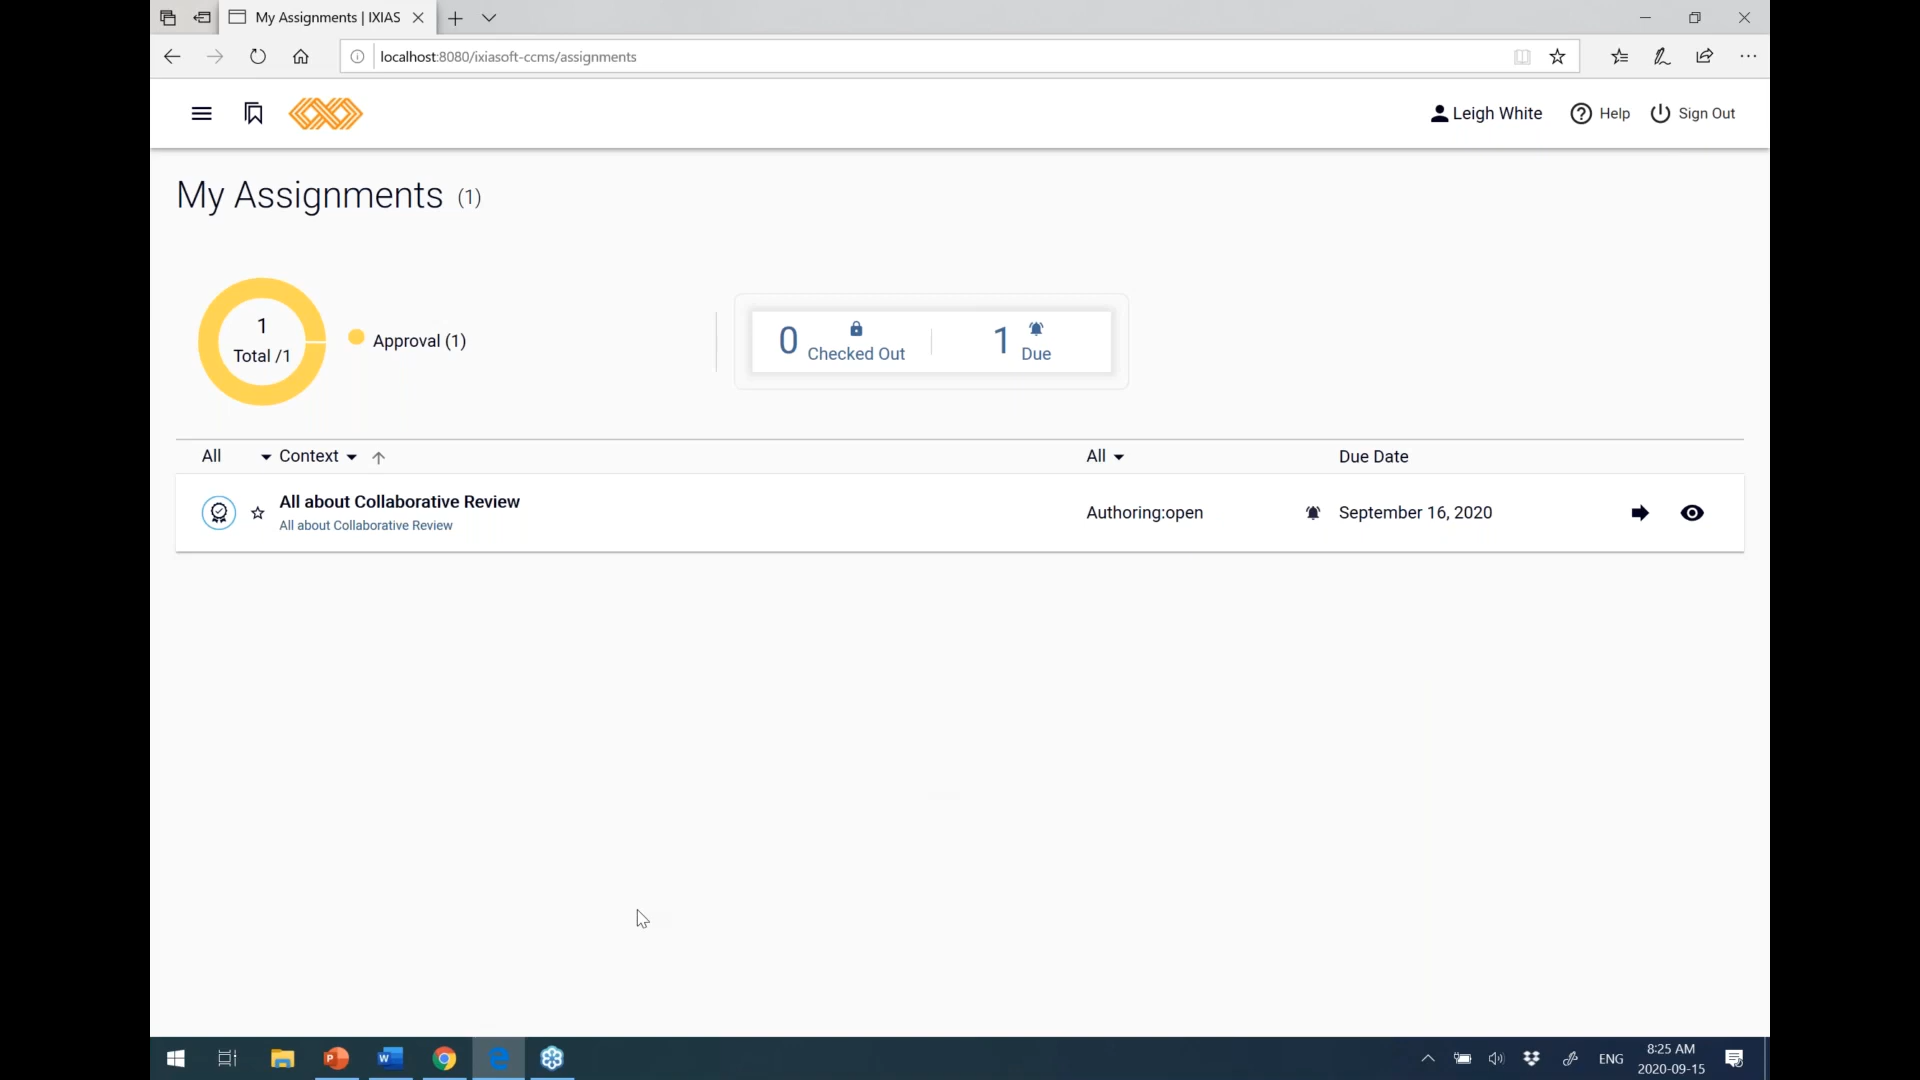 My Assignments | IXIAS
localhost:8080/ixiasoft-ccms/assignments
Leigh White
Help
Sign Out
My Assignments (1)
1
Total /1
Approval (1)
0 Checked Out
1 Due
All
Context
All
Due Date
All about Collaborative Review
All about Collaborative Review
Authoring:open
September 16, 2020
ENG
8:25 AM
2020-09-15